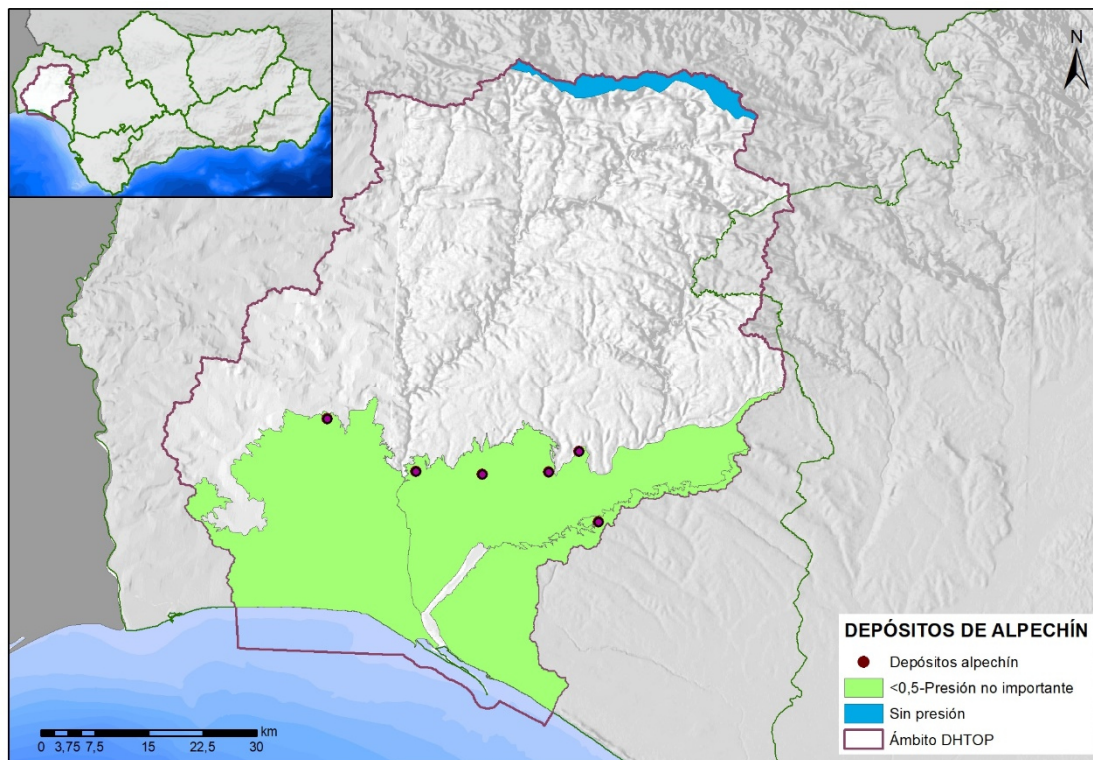 N
DEPÓSITOS DE ALPECHÍN
Depósitos alpechín
<0,5-Presión no importante
Sin presión
Ámbito DHTOP
km
0 3,75 7,5 15 22,5 30